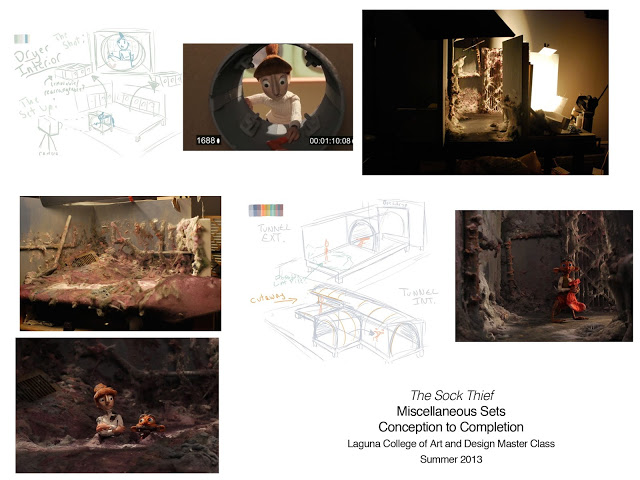 The Shot:
Dryer
Interior
The
Set Up:
1688
00:01:10:08
TUNNEL
EXT.
cutaway
TUNNEL
INT.
The Sock Thief
Miscellaneous Sets
Conception to Completion
Laguna College of Art and Design Master Class
Summer 2013